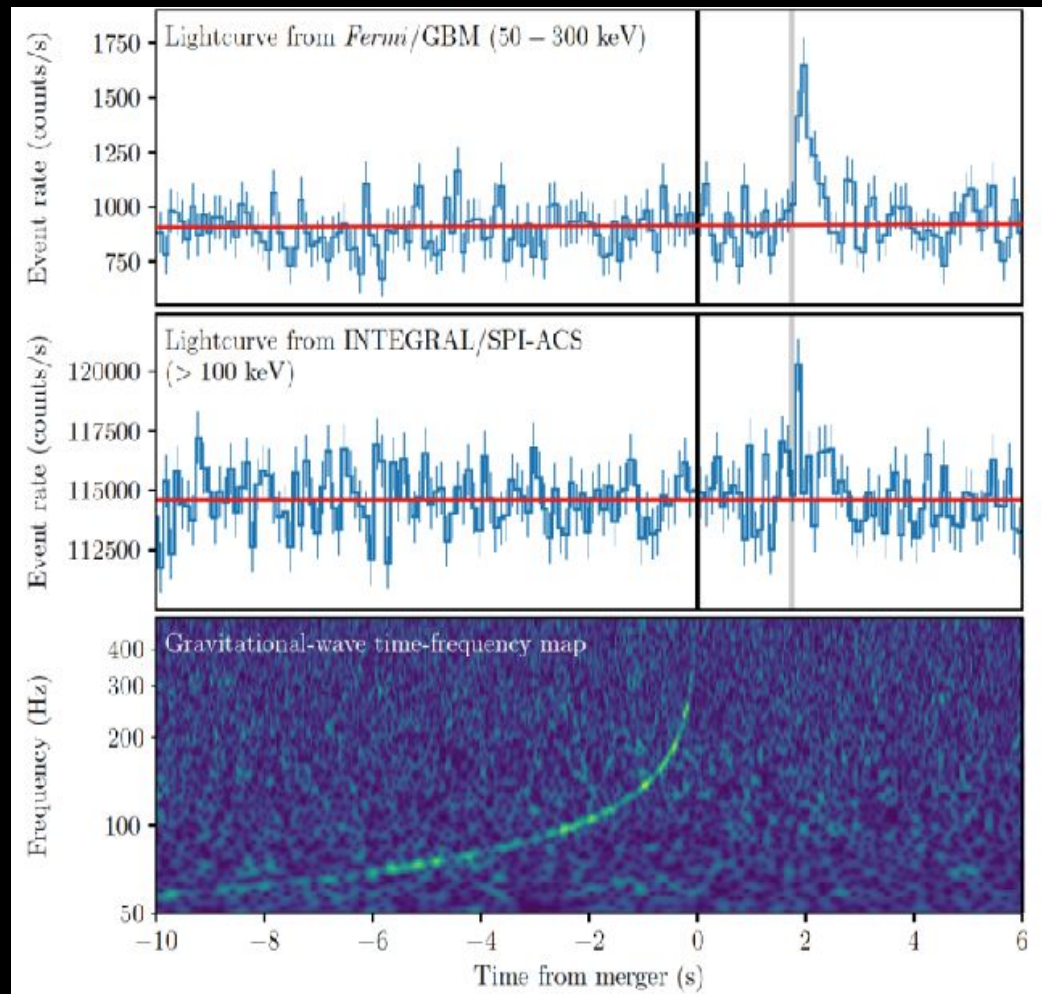 Lightcurve from Fermi/GBM (50 – 300 keV)
Event rate (counts/s)
1750
1500
1250
1000
750
Lightcurve from INTEGRAL/SPI-ACS
(> 100 keV)
Event rate (counts/s)
120000
117500
115000
112500
Gravitational-wave time-frequency map
Frequency (Hz)
400
300
200
100
50
−10 −8 −6 −4 −2 0 2 4 6
Time from merger (s)